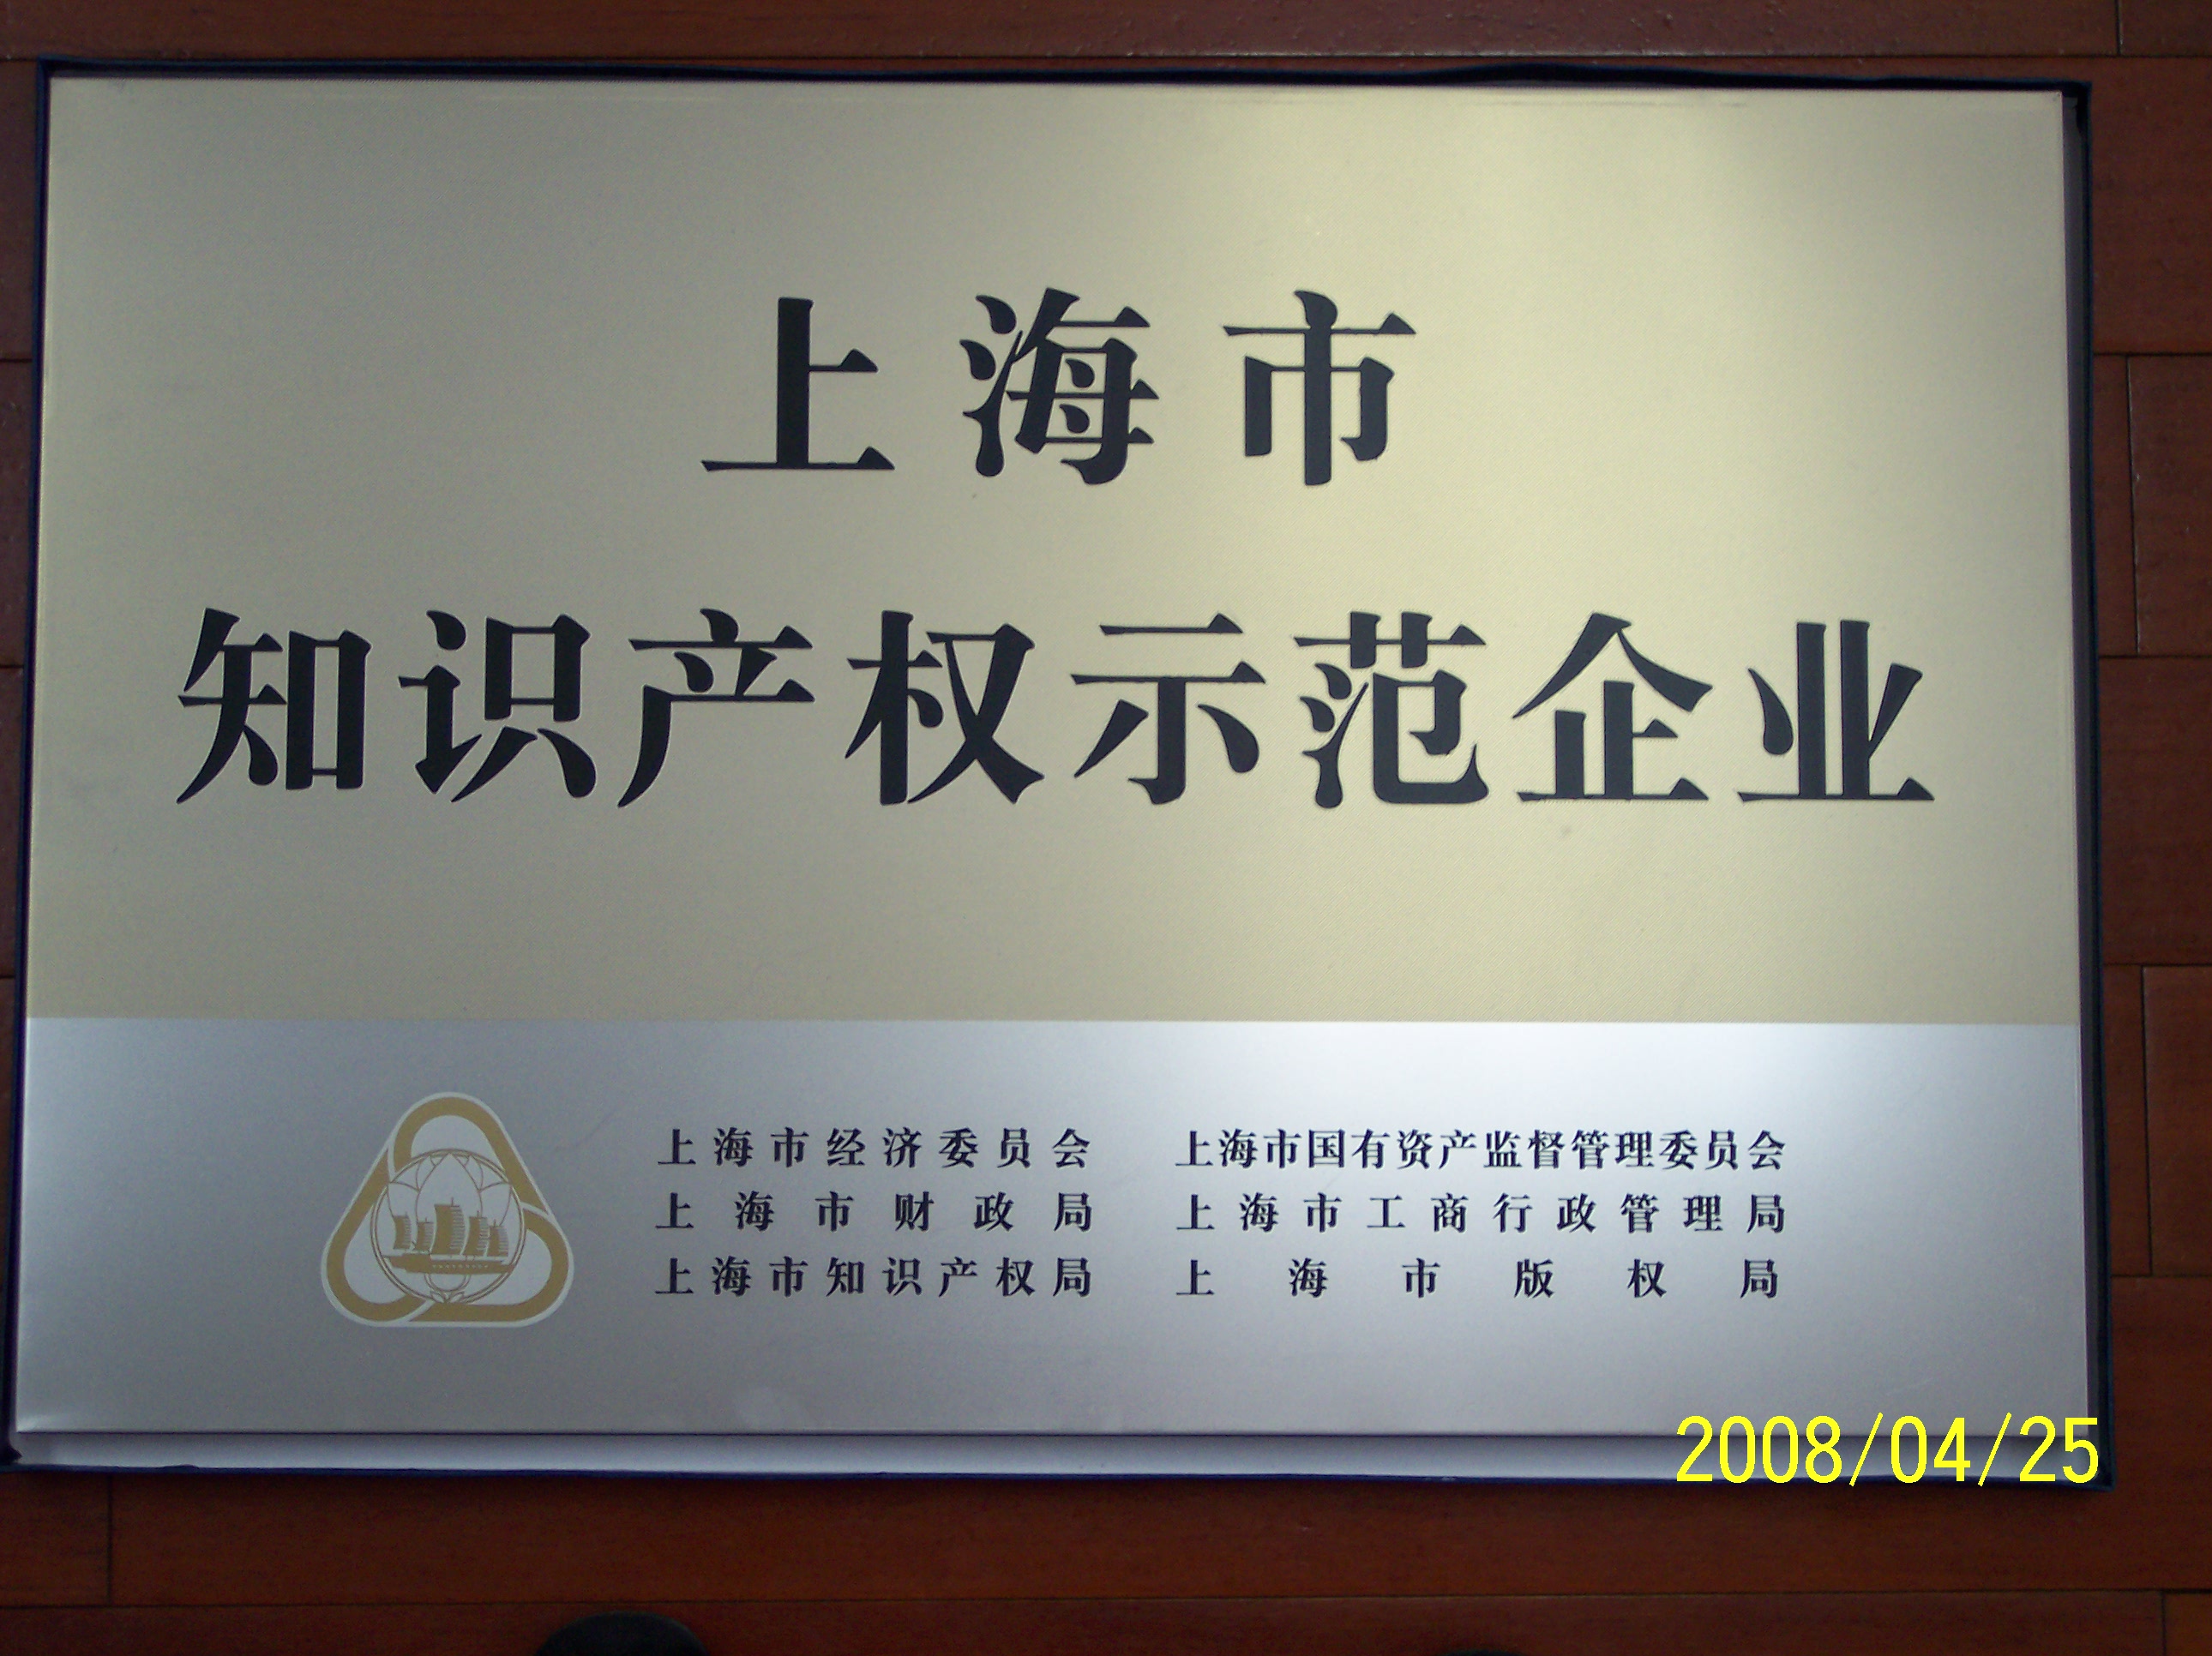 上海市
知识产权示范企业
上海市经济委员会 上海市国有资产监督管理委员会
上海市财政局 上海市工商行政管理局
上海市知识产权局 上海市版权局
2008/04/25